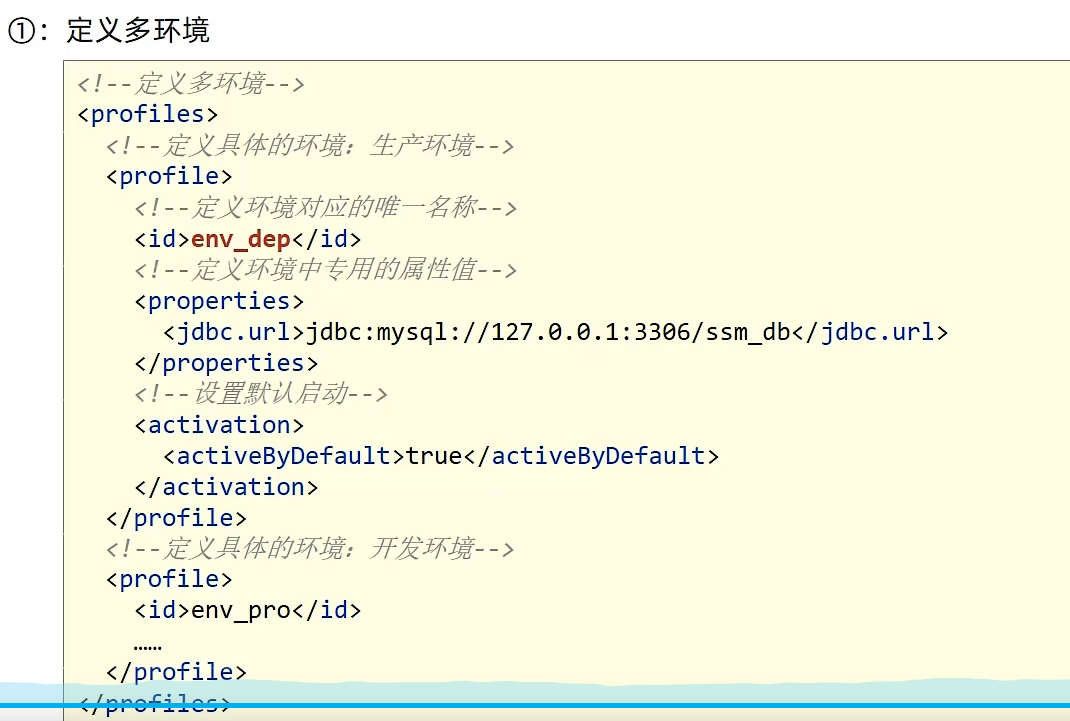 ①：定义多环境
<!--定义多环境-->
<profiles>
<!--定义具体的环境：生产环境-->
<profile>
<!--定义环境对应的唯一名称-->
<id>env_dep</id>
<!--定义环境中专用的属性值-->
<properties>
<jdbc.url>jdbc:mysql://127.0.0.1:3306/ssm_db</jdbc.url>
</properties>
<!--设置默认启动-->
<activation>
<activeByDefault>true</activeByDefault>
</activation>
</profile>
<!--定义具体的环境：开发环境-->
<profile>
<id>env_pro</id>
……
</profile>
</profiles>